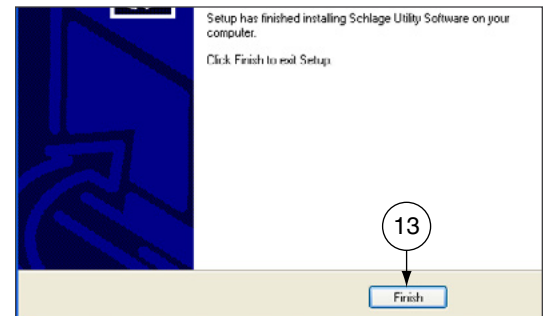 Setup has finished installing Schlage Utility Software on your
computer.
Click Finish to exit Setup.
13
Finish